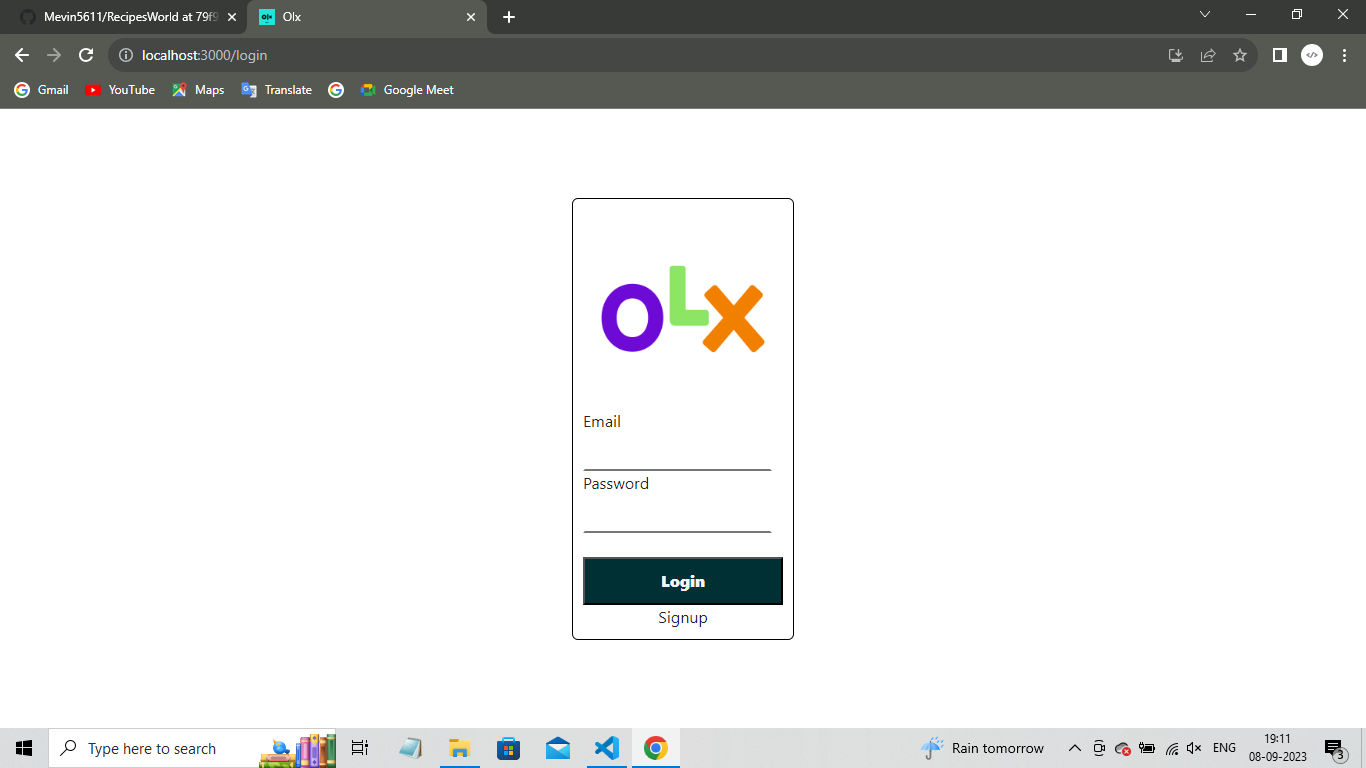 Mevin5611/RecipesWorld at 79f9
Olx
localhost:3000/login
Gmail
YouTube
Maps
Translate
Google Meet
OLX
Email
Password
Login
Signup
Type here to search
Rain tomorrow
ENG
19:11
08-09-2023
3